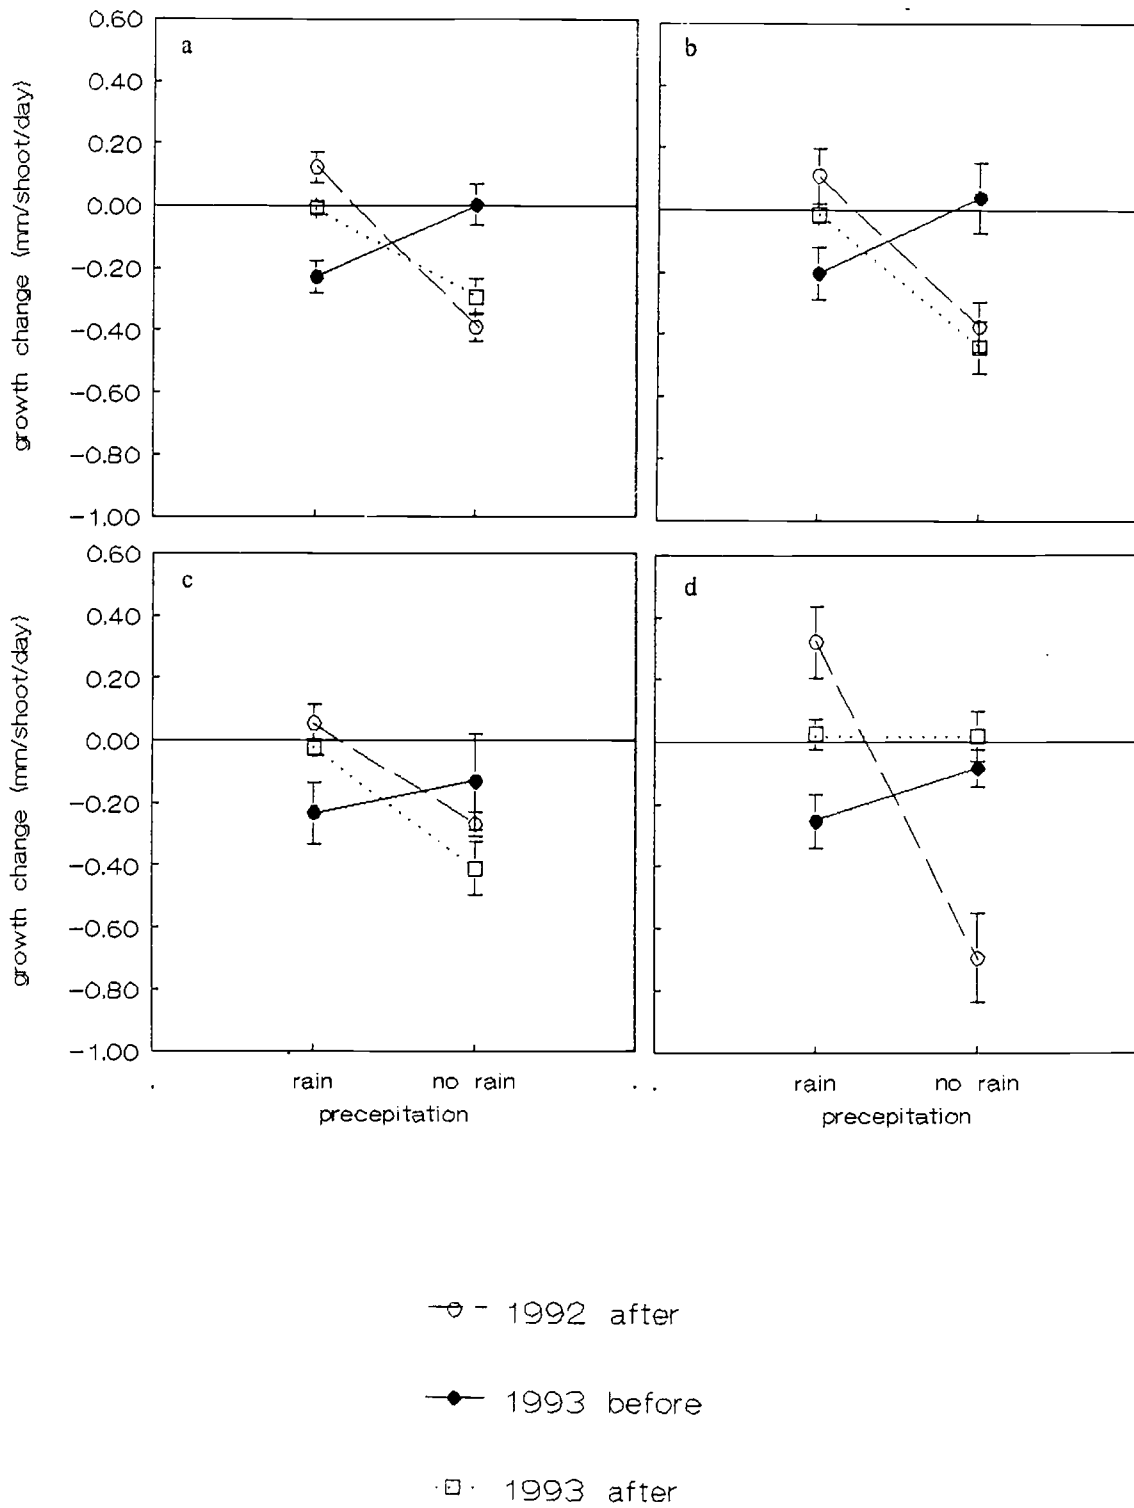 a
b
0.60
0.40
0.20
0.00
-0.20
-0.40
-0.60
-0.80
-1.00
growth change (mm/shoot/day)
c
d
0.60
0.40
0.20
0.00
-0.20
-0.40
-0.60
-0.80
-1.00
growth change (mm/shoot/day)
rain no rain
precepitation
rain no rain
precepitation
1992 after
1993 before
1993 after